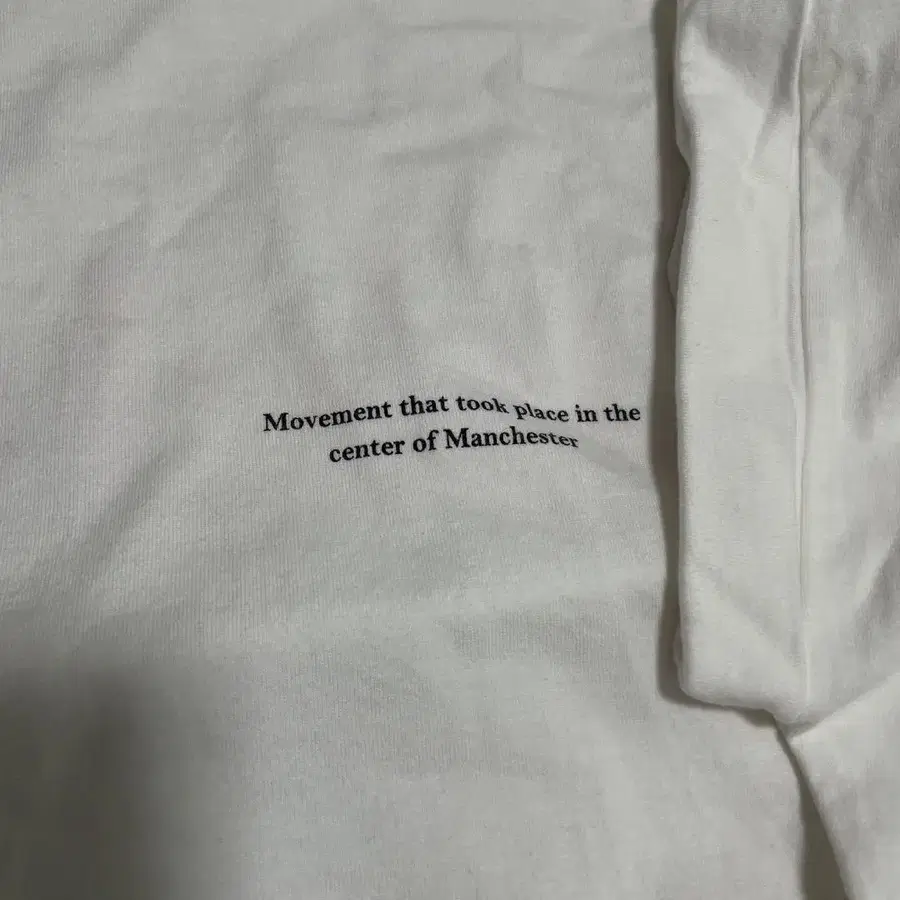 Movement that took place in the
center of Manchester